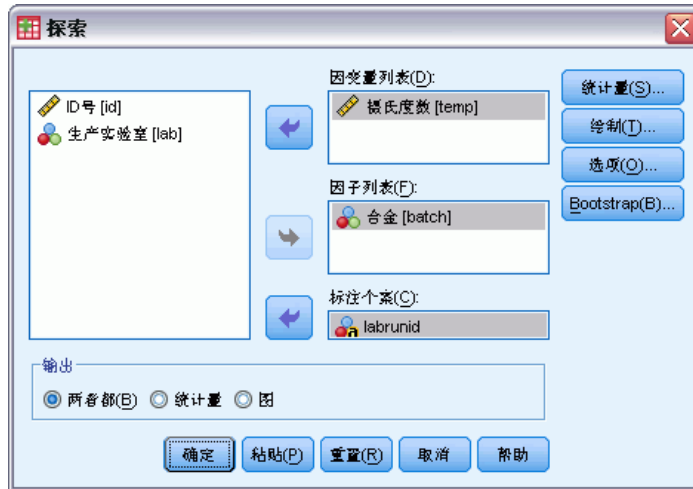 探索
ID号 [id]
生产实验室 [lab]
因变量列表(D):
摄氏度数 [temp]
因子列表(F):
合金 [batch]
标注个案(C):
labrunid
统计量(S)...
绘制(T)...
选项(O)...
Bootstrap(B)...
输出
两者都(B)
统计量
图
确定
粘贴(P)
重置(R)
取消
帮助